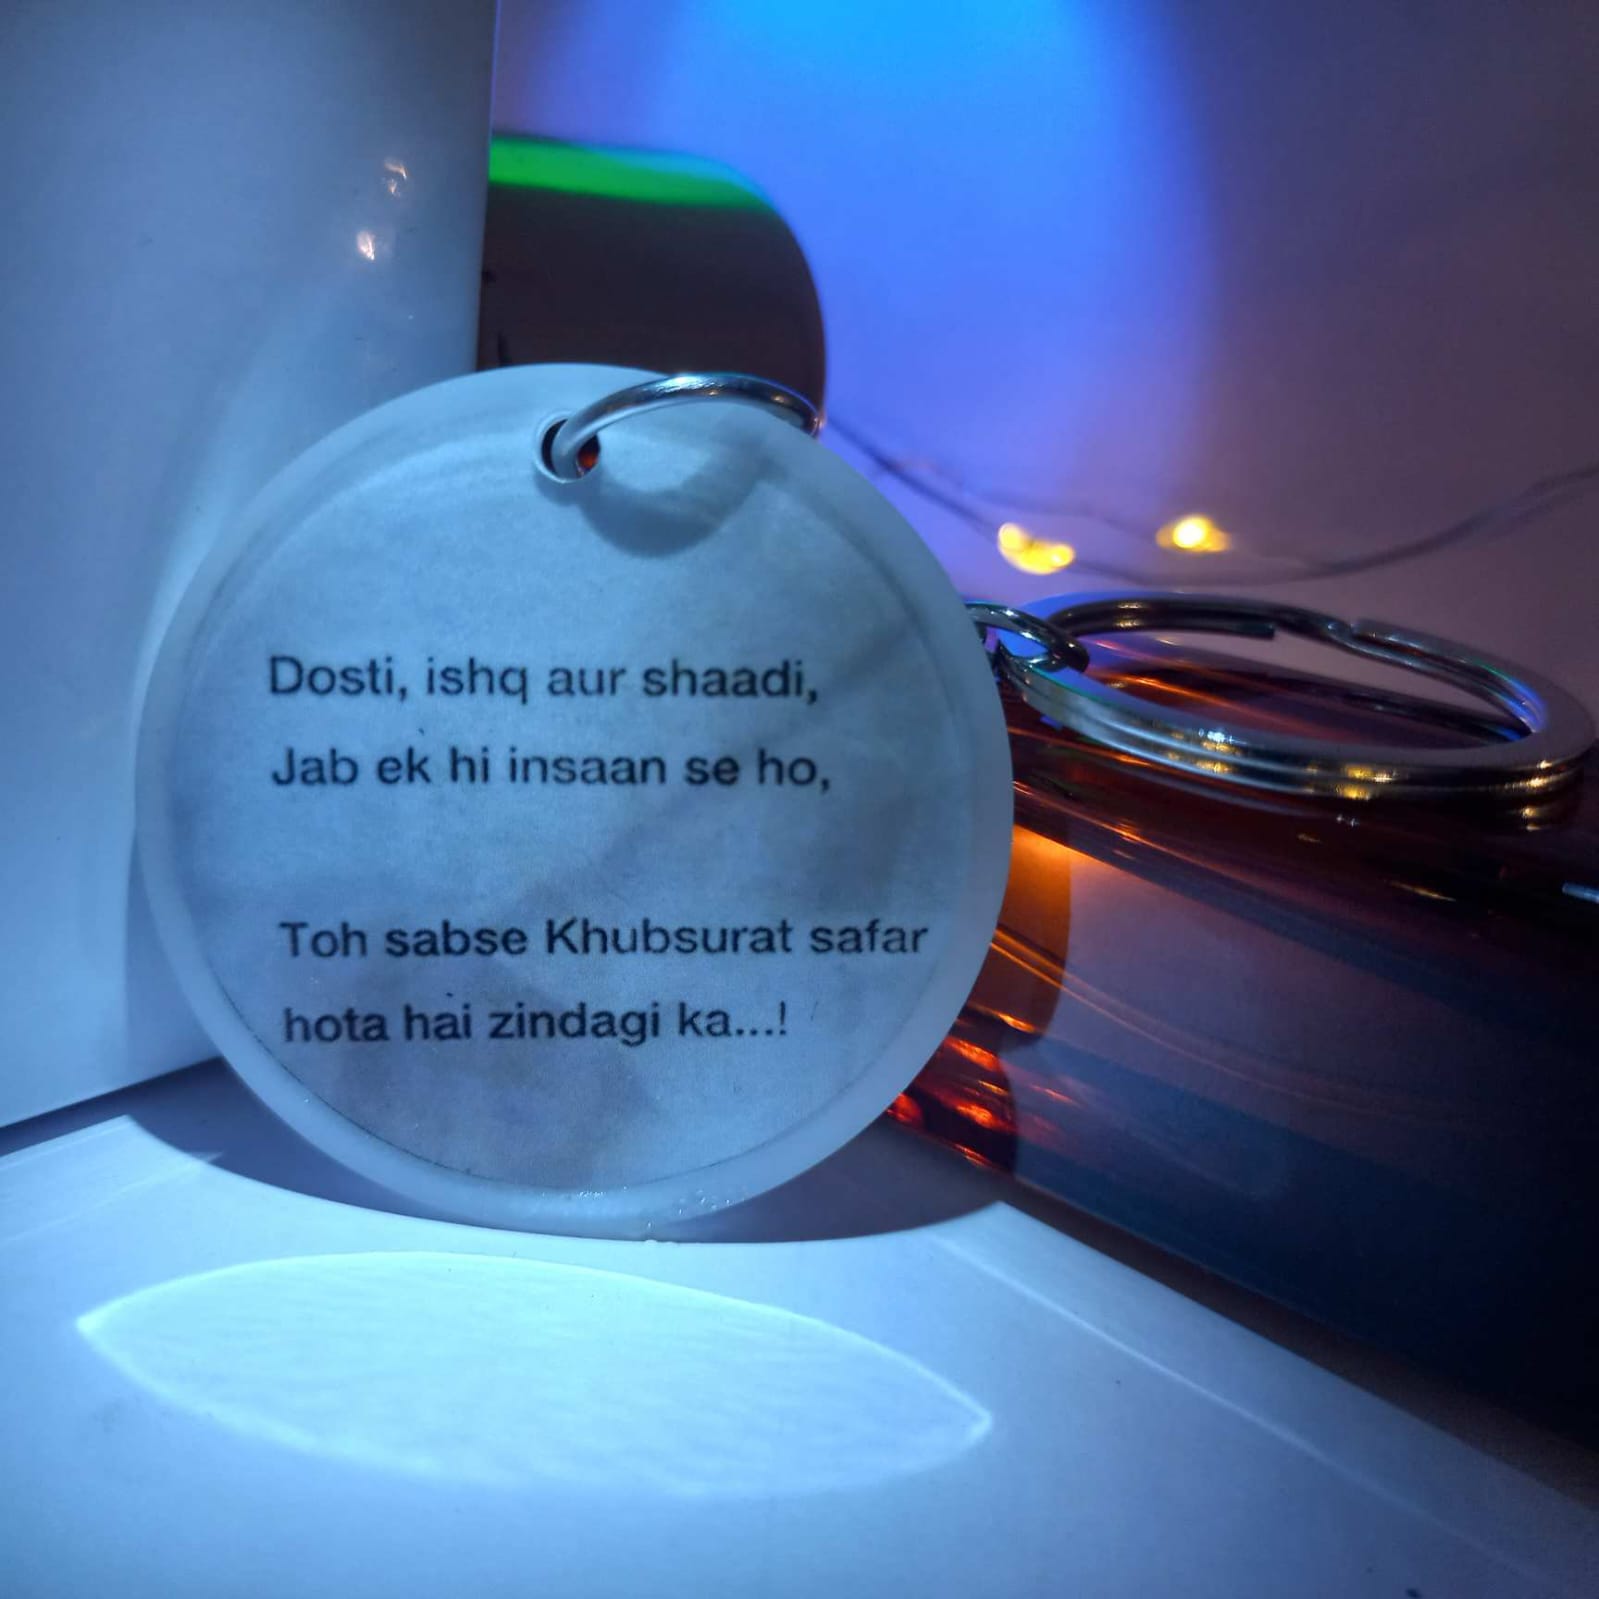 Dosti, ishq aur shaadi,
Jab ek hi insaan se ho,
Toh sabse Khubsurat safar
hota hai zindagi ka...!